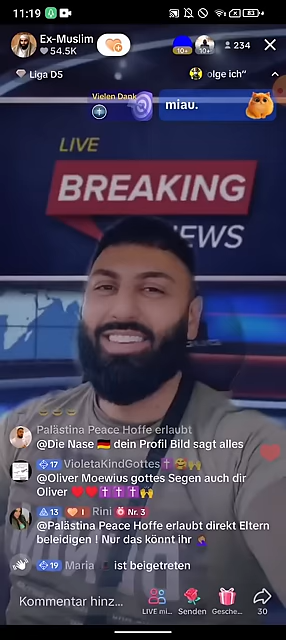 11:19
83
Ex-Muslim
54.5K
10+
10+
234
Liga D5
olge ich"
Vielen Dank
miau.
LIVE
BREAKING
NEWS
Palästina Peace Hoffe erlaubt
@Die Nase 🇩🇪 dein Profil Bild sagt alles
17 VioletaKindGottes✝️😇🙌
@Oliver Moewius gottes Segen auch dir
Oliver ❤️❤️✝️✝️✝️🙌
13 Rini Nr. 3
@Palästina Peace Hoffe erlaubt direkt Eltern
beleidigen ! Nur das könnt ihr
19 Maria ist beigetreten
Kommentar hinz...
LIVE mi...
Senden
Gesche...
30